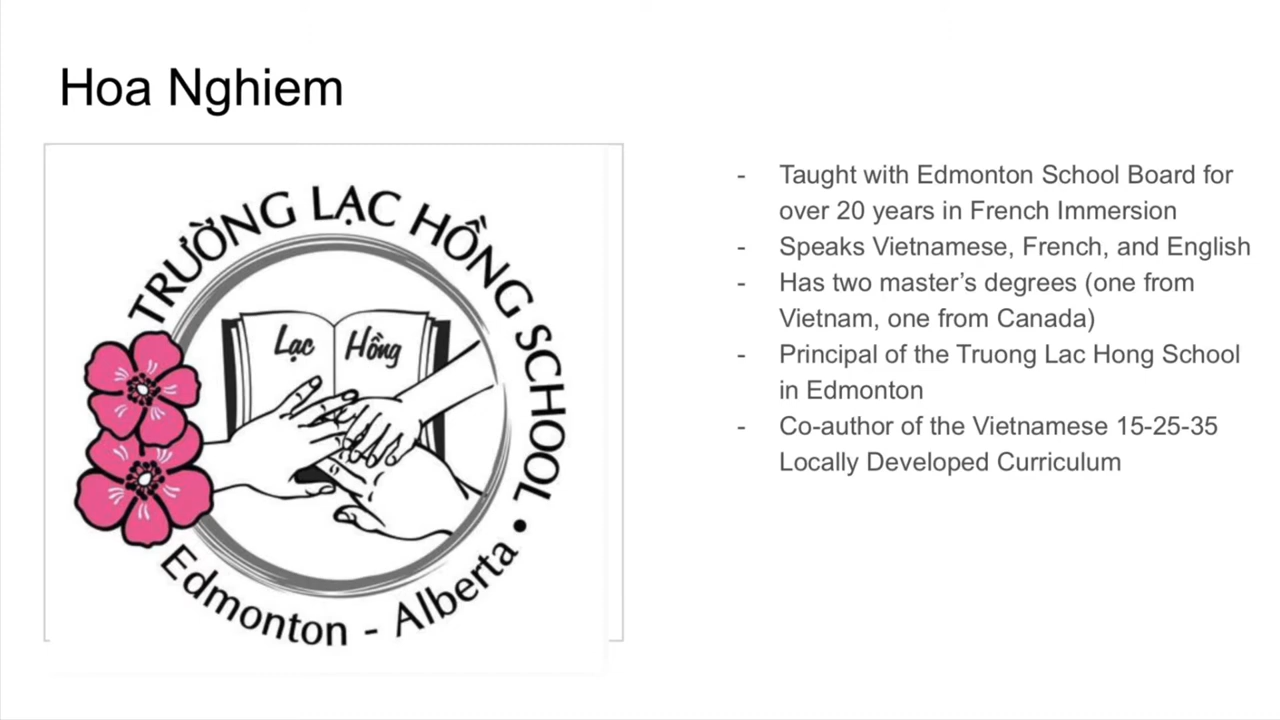 Hoa Nghiem
TRƯỜNG LẠC HỒNG SCHOOL •
Lạc Hồng
Edmonton - Alberta
- Taught with Edmonton School Board for
over 20 years in French Immersion
- Speaks Vietnamese, French, and English
- Has two master’s degrees (one from
Vietnam, one from Canada)
- Principal of the Truong Lac Hong School
in Edmonton
- Co-author of the Vietnamese 15-25-35
Locally Developed Curriculum